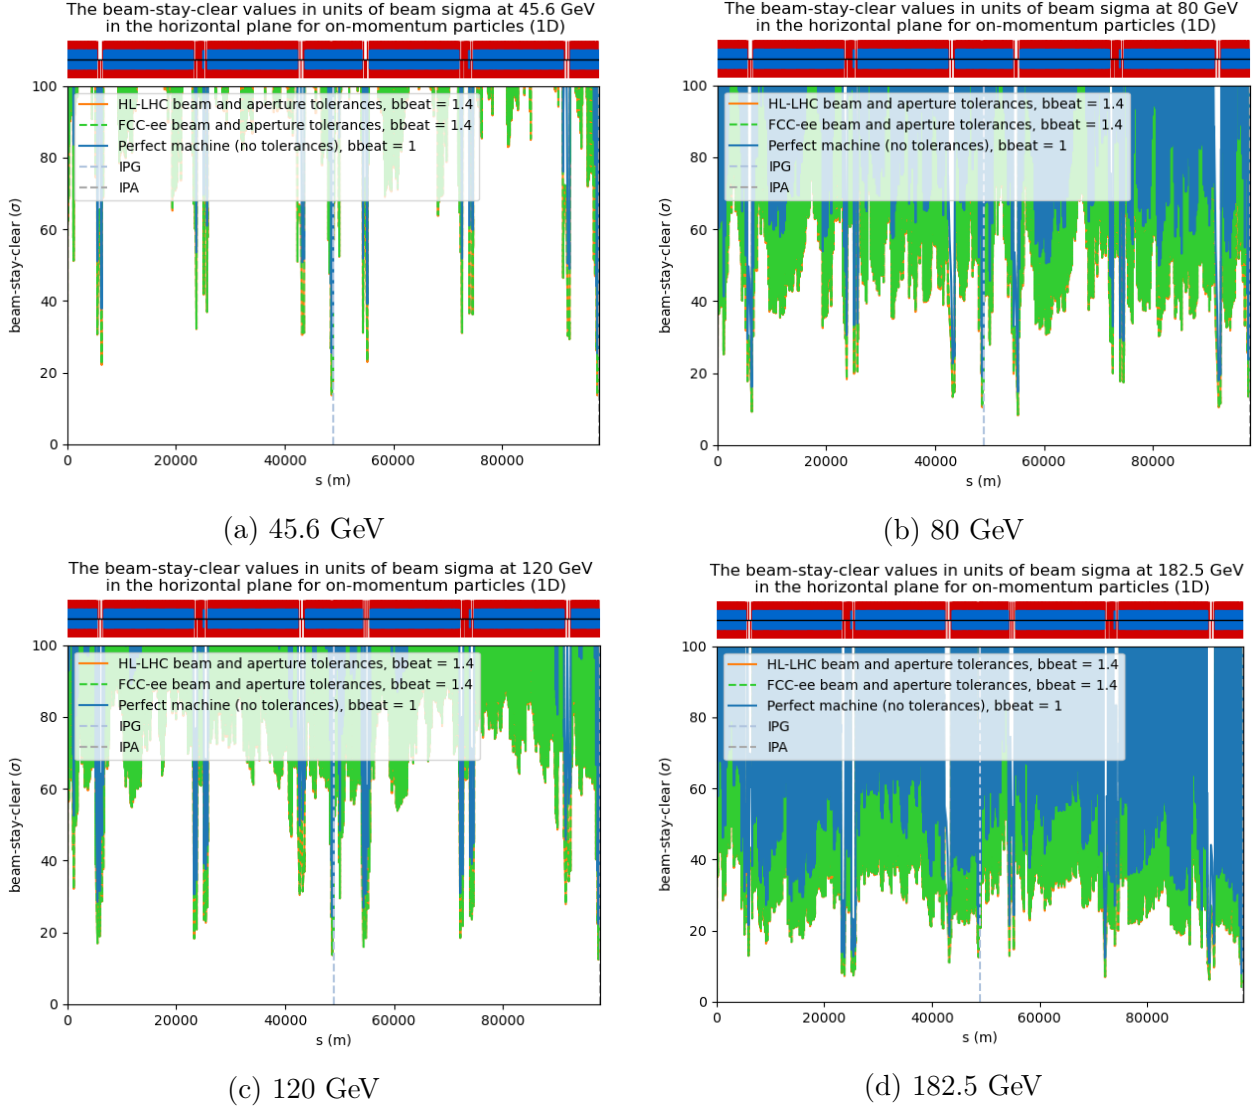 The beam-stay-clear values in units of beam sigma at 45.6 GeV
in the horizontal plane for on-momentum particles (1D)
100
80
60
40
20
0
beam-stay-clear (σ)
HL-LHC beam and aperture tolerances, bbeat = 1.4
FCC-ee beam and aperture tolerances, bbeat = 1.4
Perfect machine (no tolerances), bbeat = 1
IPG
IPA
0 20000 40000 60000 80000
s (m)
(a) 45.6 GeV
The beam-stay-clear values in units of beam sigma at 80 GeV
in the horizontal plane for on-momentum particles (1D)
100
80
60
40
20
0
beam-stay-clear (σ)
HL-LHC beam and aperture tolerances, bbeat = 1.4
FCC-ee beam and aperture tolerances, bbeat = 1.4
Perfect machine (no tolerances), bbeat = 1
IPG
IPA
0 20000 40000 60000 80000
s (m)
(b) 80 GeV
The beam-stay-clear values in units of beam sigma at 120 GeV
in the horizontal plane for on-momentum particles (1D)
100
80
60
40
20
0
beam-stay-clear (σ)
HL-LHC beam and aperture tolerances, bbeat = 1.4
FCC-ee beam and aperture tolerances, bbeat = 1.4
Perfect machine (no tolerances), bbeat = 1
IPG
IPA
0 20000 40000 60000 80000
s (m)
(c) 120 GeV
The beam-stay-clear values in units of beam sigma at 182.5 GeV
in the horizontal plane for on-momentum particles (1D)
100
80
60
40
20
0
beam-stay-clear (σ)
HL-LHC beam and aperture tolerances, bbeat = 1.4
FCC-ee beam and aperture tolerances, bbeat = 1.4
Perfect machine (no tolerances), bbeat = 1
IPG
IPA
0 20000 40000 60000 80000
s (m)
(d) 182.5 GeV